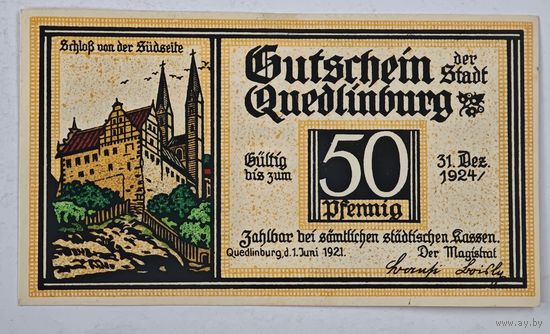 Schloß von der Südseite
Gutschein der Stadt
Quedlinburg
Gültig bis zum
50
Pfennig
31. Dez. 1924/
Zahlbar bei sämtlichen städtischen Kassen.
Quedlinburg, d. 1. Juni 1921.
Der Magistrat
www.ay.by